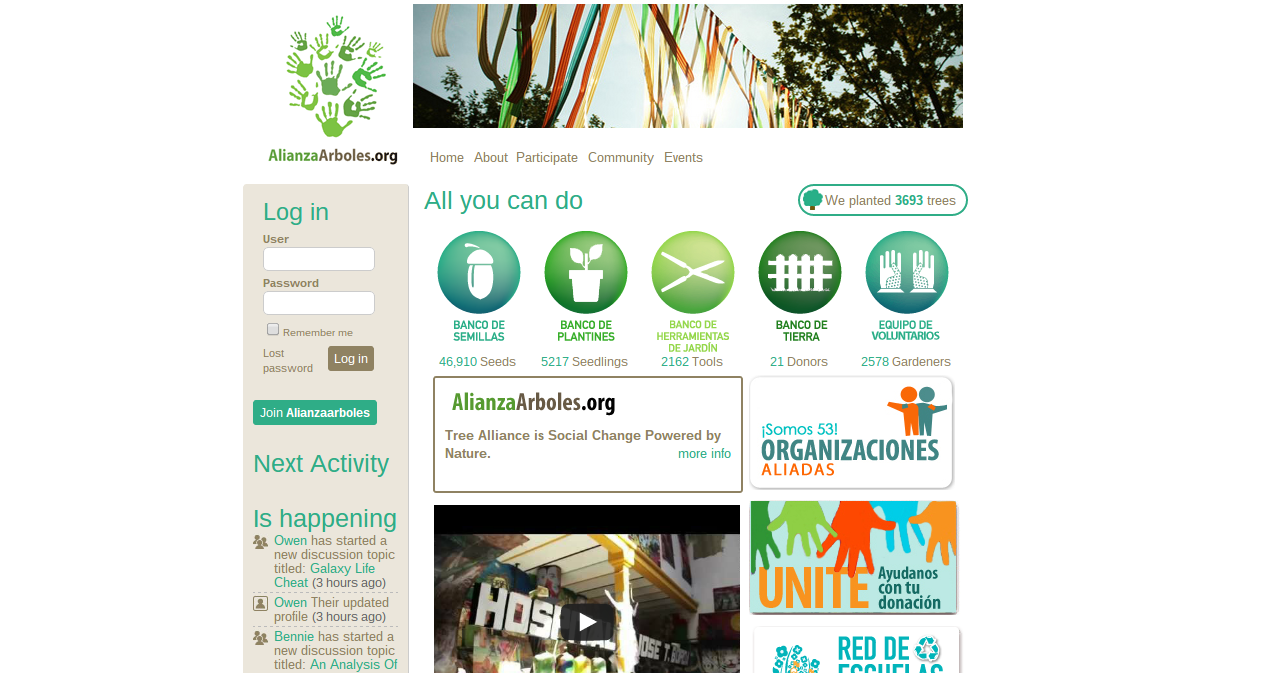 AlianzaArboles.org
Home About Participate Community Events
Log in
User
Password
Remember me
Lost
password
Log in
Join Alianzaarboles
Next Activity
Is happening
Owen has started a
new discussion topic
titled: Galaxy Life
Cheat (3 hours ago)
Owen Their updated
profile (3 hours ago)
Bennie has started a
new discussion topic
titled: An Analysis Of
All you can do
We planted 3693 trees
BANCO DE
SEMILLAS
46,910 Seeds
BANCO DE
PLANTINES
5217 Seedlings
BANCO DE
HERRAMIENTAS
DE JARDÍN
2162 Tools
BANCO DE
TIERRA
21 Donors
EQUIPO DE
VOLUNTARIOS
2578 Gardeners
AlianzaArboles.org
Tree Alliance is Social Change Powered by
Nature.
more info
¡Somos 53!
ORGANIZACIONES
ALIADAS
UNITE
Ayudanos
con tu
donación
RED DE
ESCUELAS